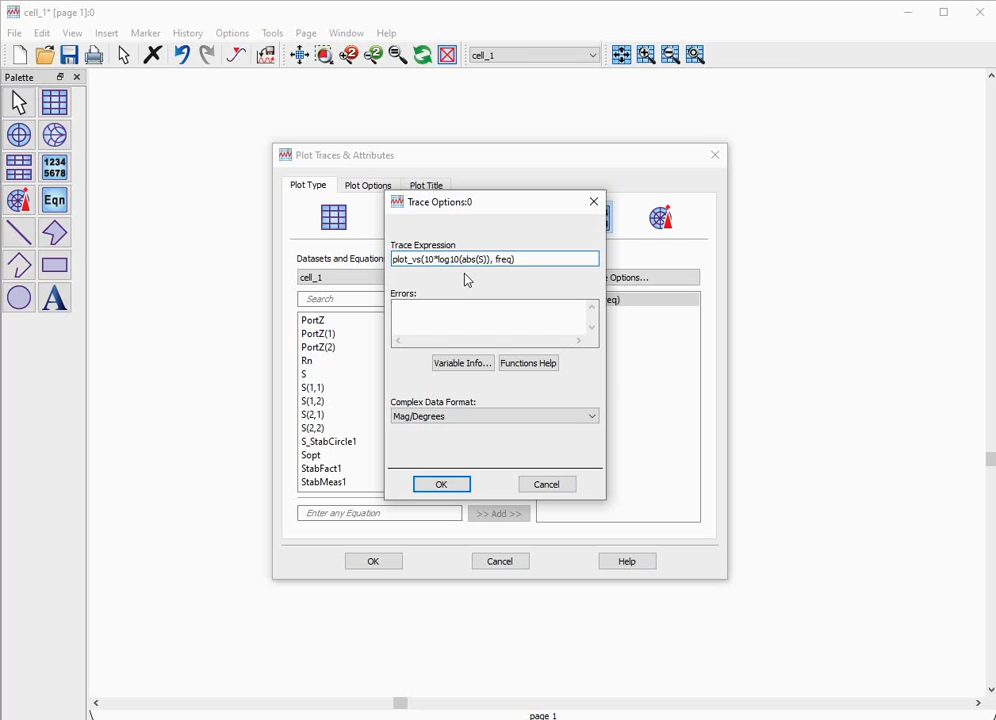 cell_1* [page 1]:0
File Edit View Insert Marker History Options Tools Page Window Help
cell_1
Palette
1234
5678
Eqn
A
Plot Traces & Attributes
Plot Type Plot Options Plot Title
Datasets and Equation
cell_1
Search
PortZ
PortZ(1)
PortZ(2)
Rn
S
S(1,1)
S(1,2)
S(2,1)
S(2,2)
S_StabCircle1
Sopt
StabFact1
StabMeas1
Enter any Equation
>> Add >>
e Options...
eq)
OK Cancel Help
Trace Options:0
Trace Expression
plot_vs(10*log10(abs(S)), freq)
Errors:
Variable Info... Functions Help
Complex Data Format:
Mag/Degrees
OK Cancel
page 1